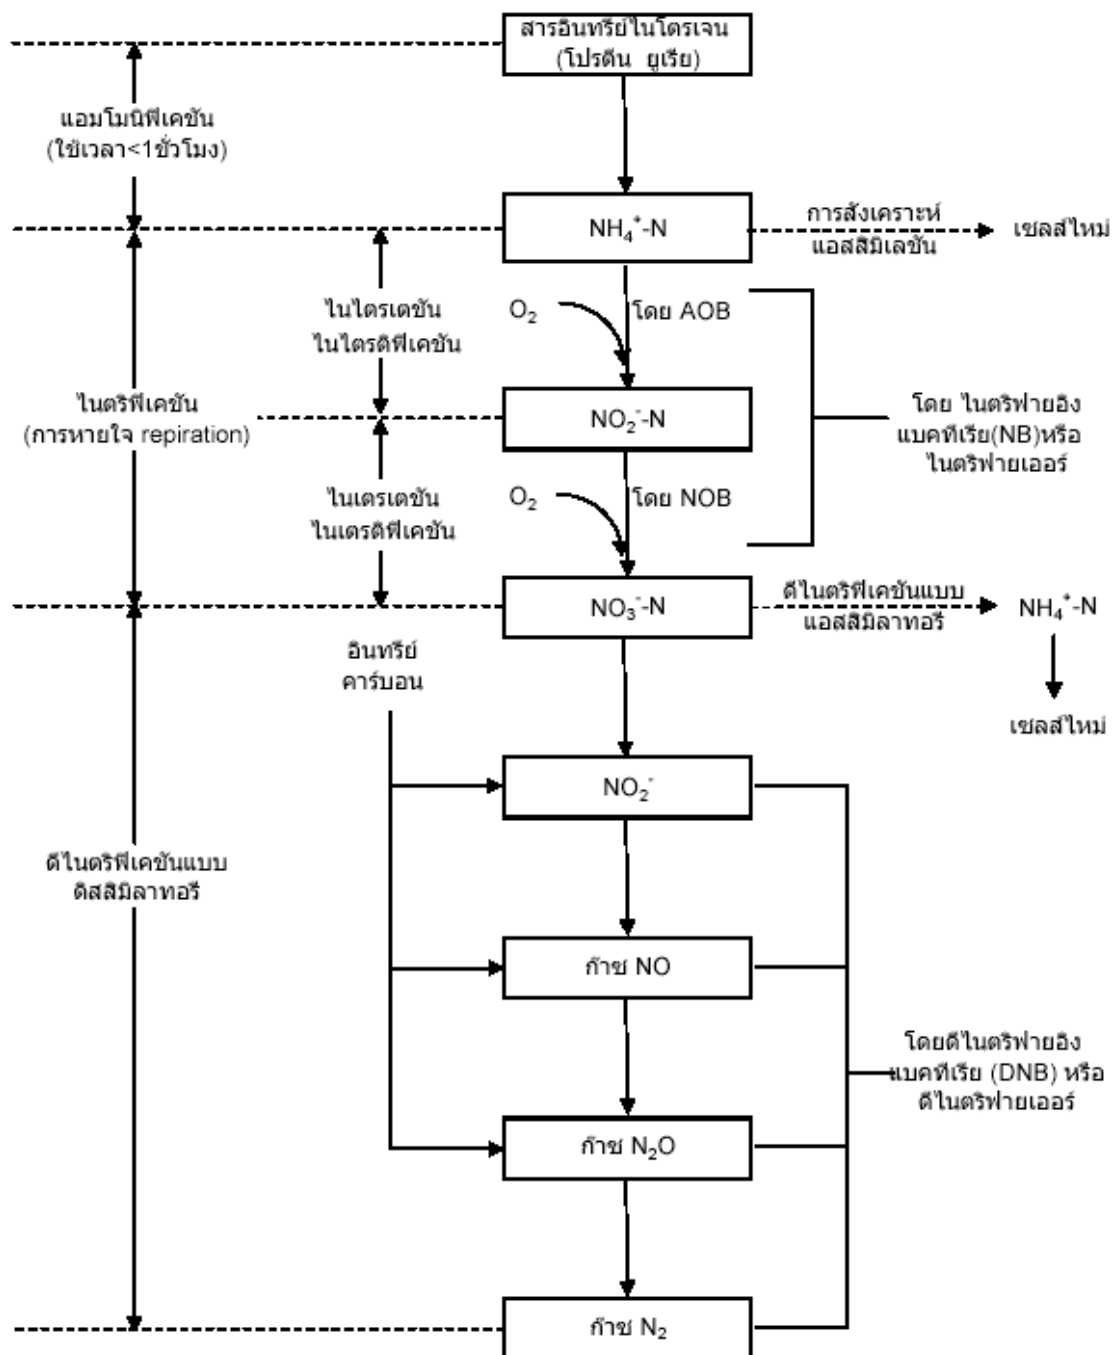 สารอินทรีย์ไนโตรเจน
(โปรตีน ยูเรีย)
แอมโมนิฟิเคชัน
(ใช้เวลา<1ชั่วโมง)
NH₄⁺-N
การสังเคราะห์
แอสสิมิเลชัน
เซลส์ใหม่
ไนไตรเตชัน
ไนไตรติฟิเคชัน
O₂
โดย AOB
ไนตริฟิเคชัน
(การหายใจ repiration)
NO₂⁻-N
โดย ไนตริฟายอิง
แบคทีเรีย(NB)หรือ
ไนตริฟายเออร์
ไนเตรเตชัน
ไนเตรติฟิเคชัน
O₂
โดย NOB
NO₃⁻-N
ดีไนตริฟิเคชันแบบ
แอสสิมิลาทอรี
NH₄⁺-N
เซลส์ใหม่
อินทรีย์
คาร์บอน
NO₂⁻
ดีไนตริฟิเคชันแบบ
ดิสสิมิลาทอรี
ก๊าซ NO
โดยดีไนตริฟายอิง
แบคทีเรีย (DNB) หรือ
ดีไนตริฟายเออร์
ก๊าซ N₂O
ก๊าซ N₂